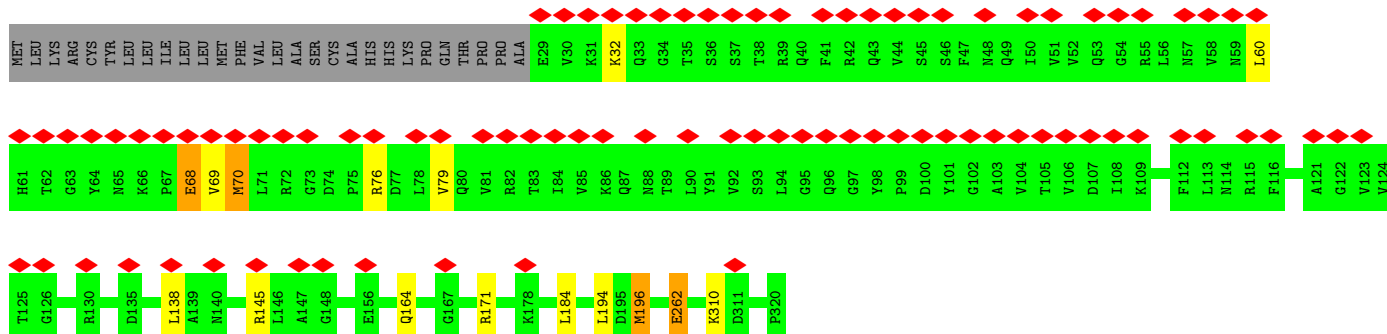 MET LEU LYS ARG CYS TYR LEU LEU ILE LEU LEU MET PHE VAL LEU ALA SER CYS ALA HIS HIS LYS PRO GLN THR PRO PRO ALA E29 V30 K31 K32 Q33 G34 T35 S36 S37 T38 R39 Q40 F41 R42 Q43 V44 S45 S46 F47 N48 Q49 I50 V51 V52 Q53 G54 R55 L56 N57 V58 N59 L60
H61 T62 G63 Y64 N65 K66 P67 E68 V69 M70 L71 R72 G73 D74 P75 R76 D77 L78 V79 Q80 V81 R82 T83 I84 V85 K86 Q87 N88 T89 L90 Y91 V92 S93 L94 G95 Q96 G97 Y98 P99 D100 Y101 G102 A103 V104 T105 V106 D107 I108 K109 F112 L113 N114 R115 F116 A121 G122 V123 V124
T125 G126 R130 D135 L138 A139 N140 R145 L146 A147 G148 E156 Q164 G167 R171 K178 L184 L194 D195 M196 E262 K310 D311 P320